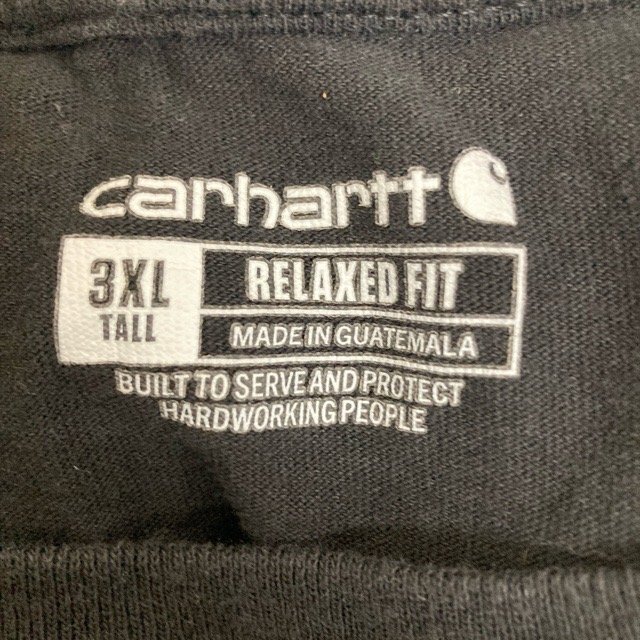 carhartt
3XL
TALL
RELAXED FIT
MADE IN GUATEMALA
BUILT TO SERVE AND PROTECT
HARDWORKING PEOPLE